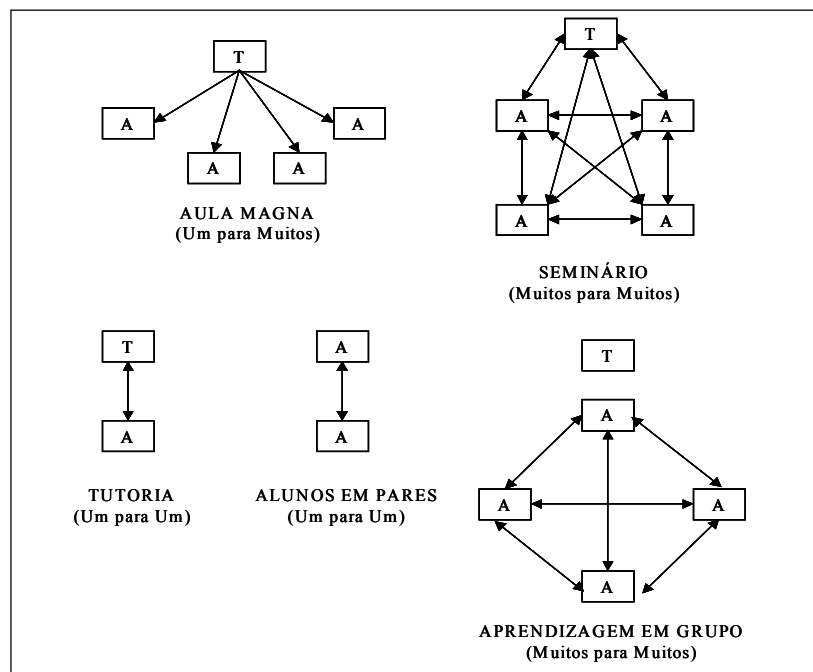 T
A
A
A
A
AULA MAGNA
(Um para Muitos)
T
A
A
A
A
SEMINÁRIO
(Muitos para Muitos)
T
A
TUTORIA
(Um para Um)
A
A
ALUNOS EM PARES
(Um para Um)
T
A
A
A
A
APRENDIZAGEM EM GRUPO
(Muitos para Muitos)